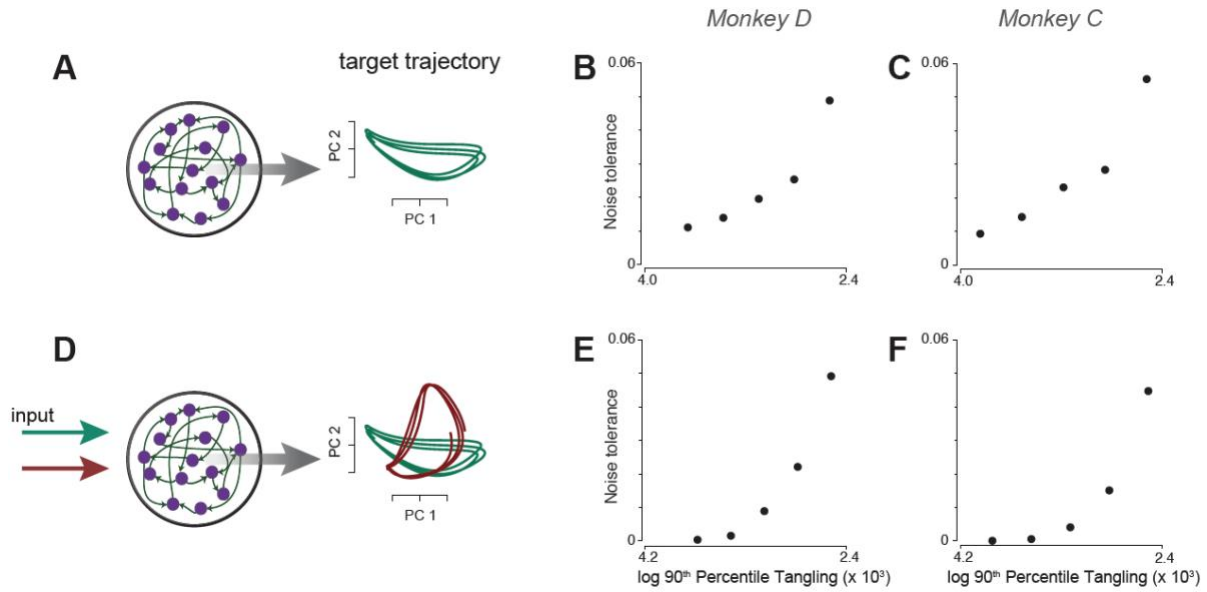 Monkey D
Monkey C
A
target trajectory
PC 2
PC 1
B
0.06
Noise tolerance
0
4.0
2.4
C
0.06
0
4.0
2.4
D
input
PC 2
PC 1
E
0.06
Noise tolerance
0
4.2
2.4
log 90th Percentile Tangling (x 10³)
F
0.06
0
4.2
2.4
log 90th Percentile Tangling (x 10³)